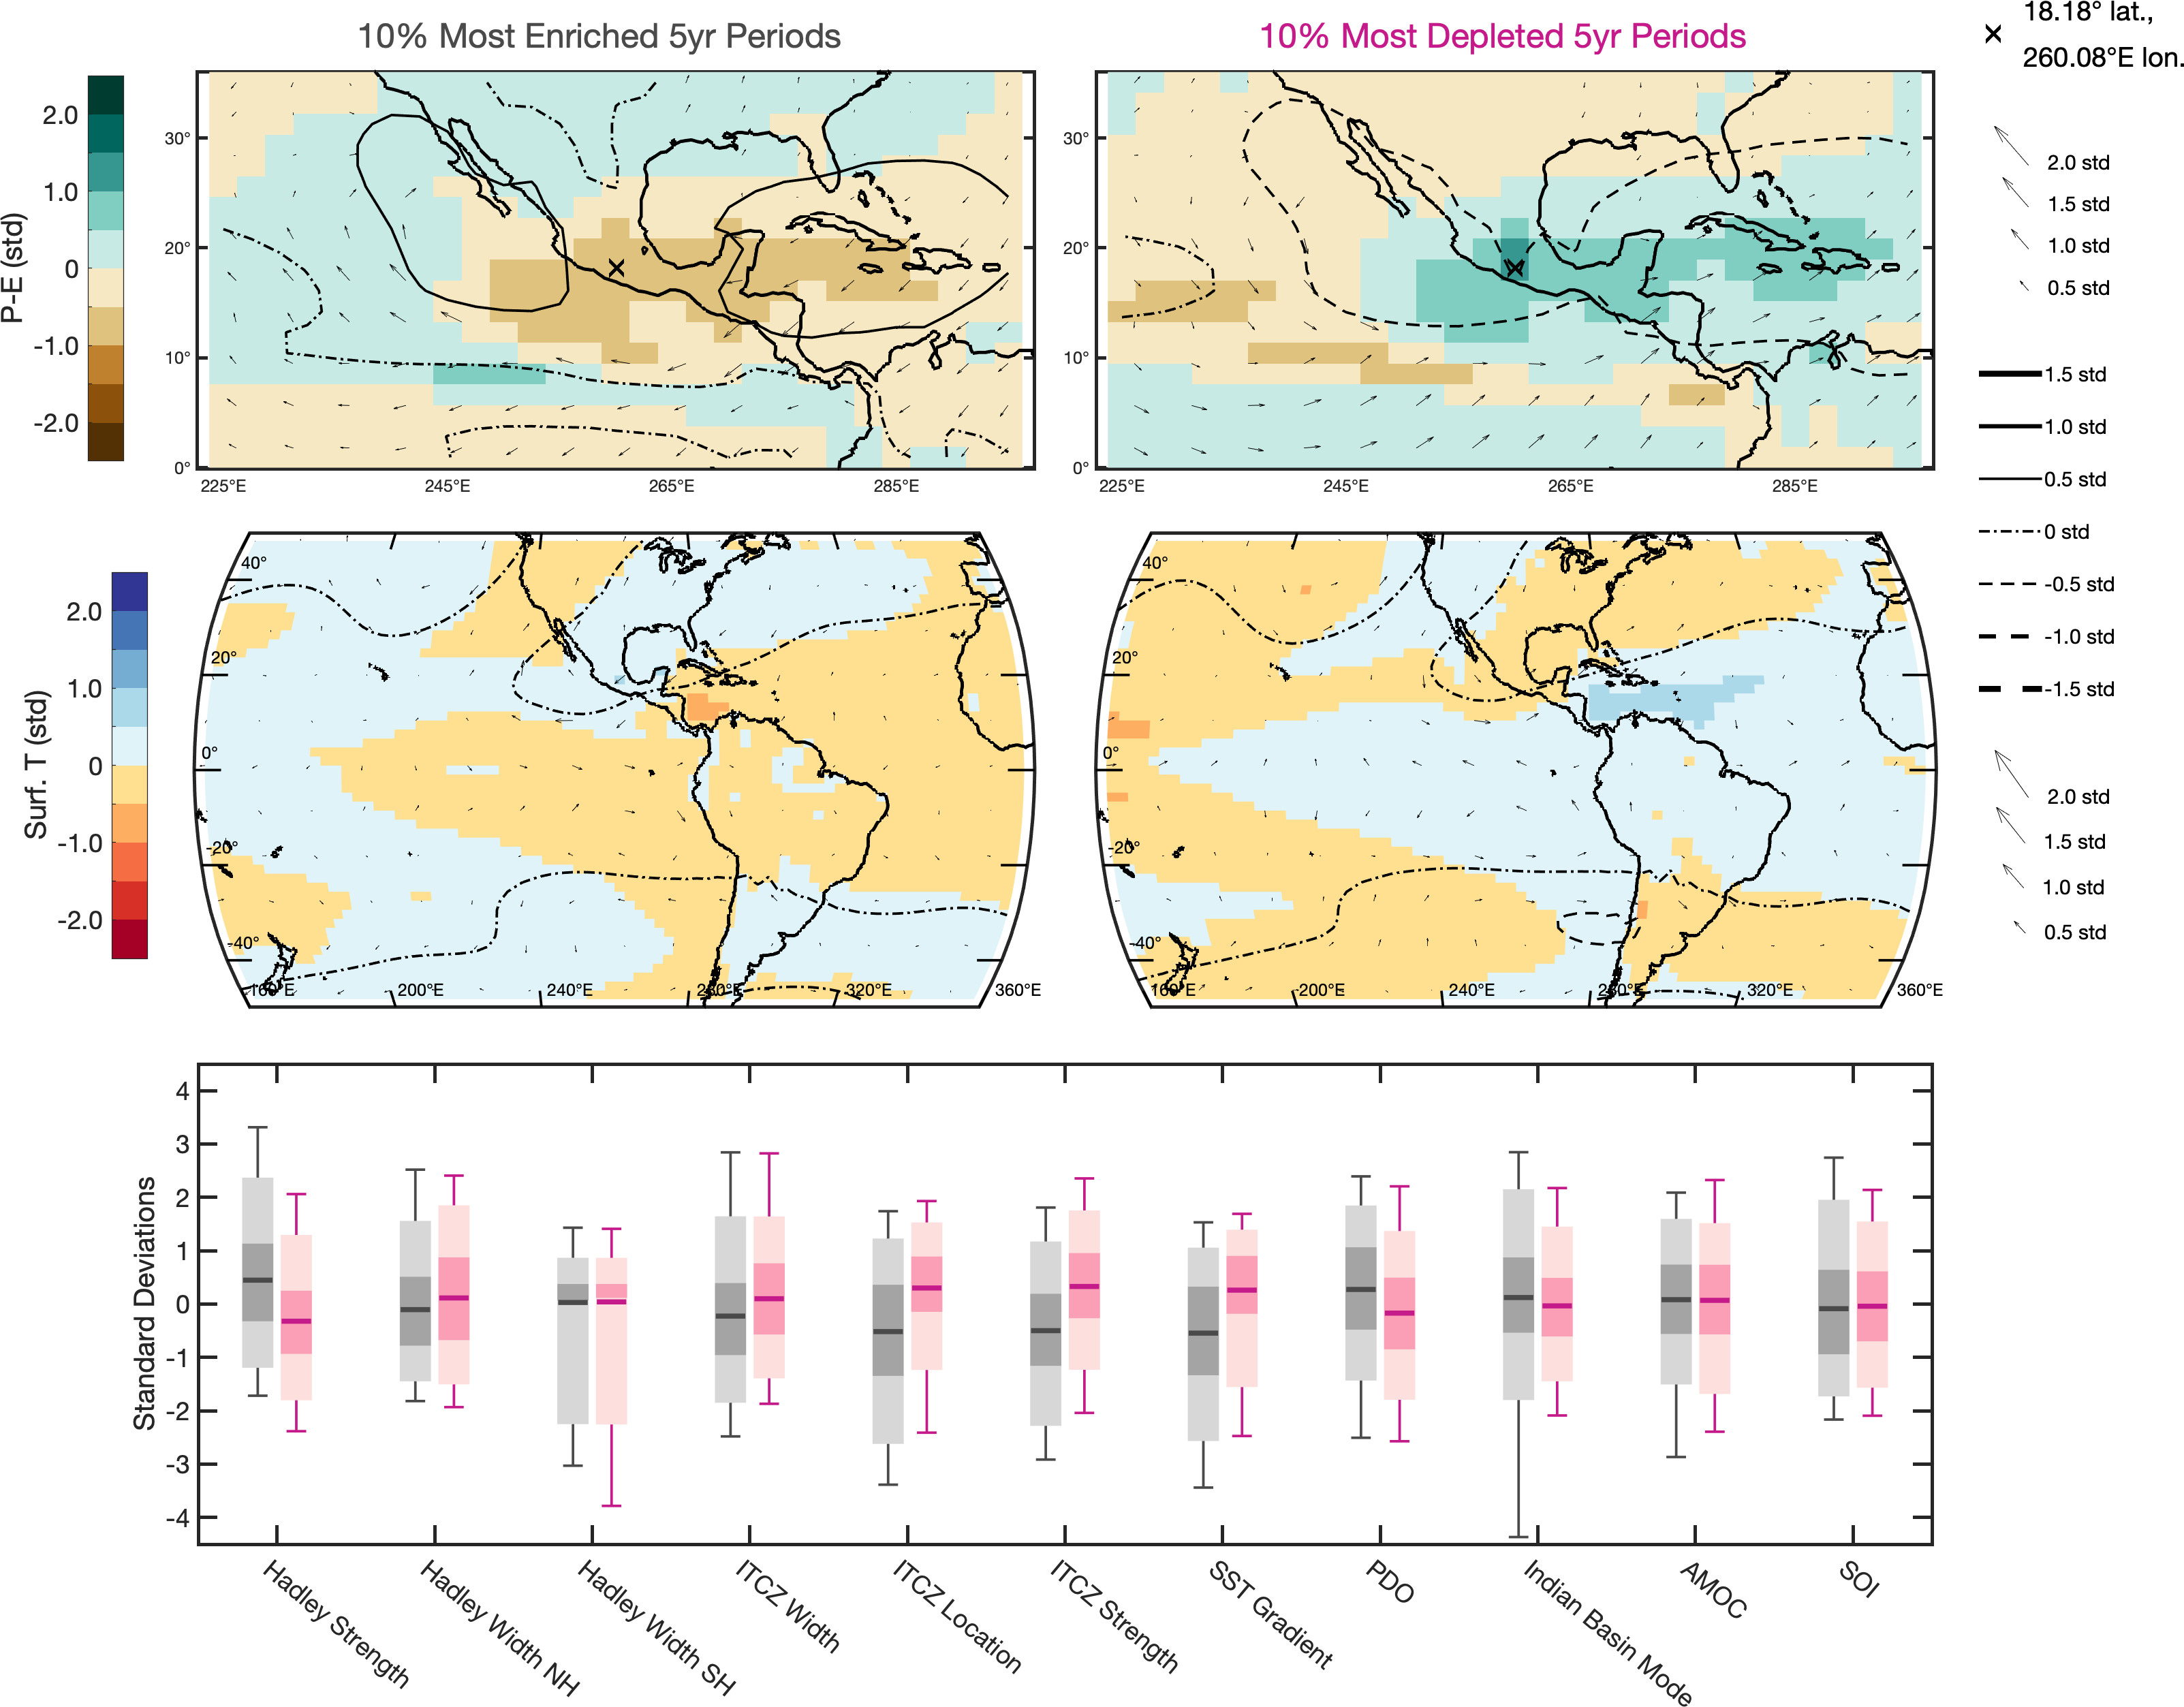 10% Most Enriched 5yr Periods
10% Most Depleted 5yr Periods
18.18° lat.,
260.08°E lon.
P-E (std)
2.0
1.0
0
-1.0
-2.0
30°
20°
10°
0°
225°E
245°E
265°E
285°E
30°
20°
10°
0°
225°E
245°E
265°E
285°E
2.0 std
1.5 std
1.0 std
0.5 std
1.5 std
1.0 std
0.5 std
0 std
-0.5 std
-1.0 std
-1.5 std
Surf. T (std)
2.0
1.0
0
-1.0
-2.0
40°
20°
0°
-20°
-40°
160°E
200°E
240°E
280°E
320°E
360°E
40°
20°
0°
-20°
-40°
160°E
200°E
240°E
280°E
320°E
360°E
2.0 std
1.5 std
1.0 std
0.5 std
Standard Deviations
4
3
2
1
0
-1
-2
-3
-4
Hadley Strength
Hadley Width NH
Hadley Width SH
ITCZ Width
ITCZ Location
ITCZ Strength
SST Gradient
PDO
Indian Basin Mode
AMOC
SOI